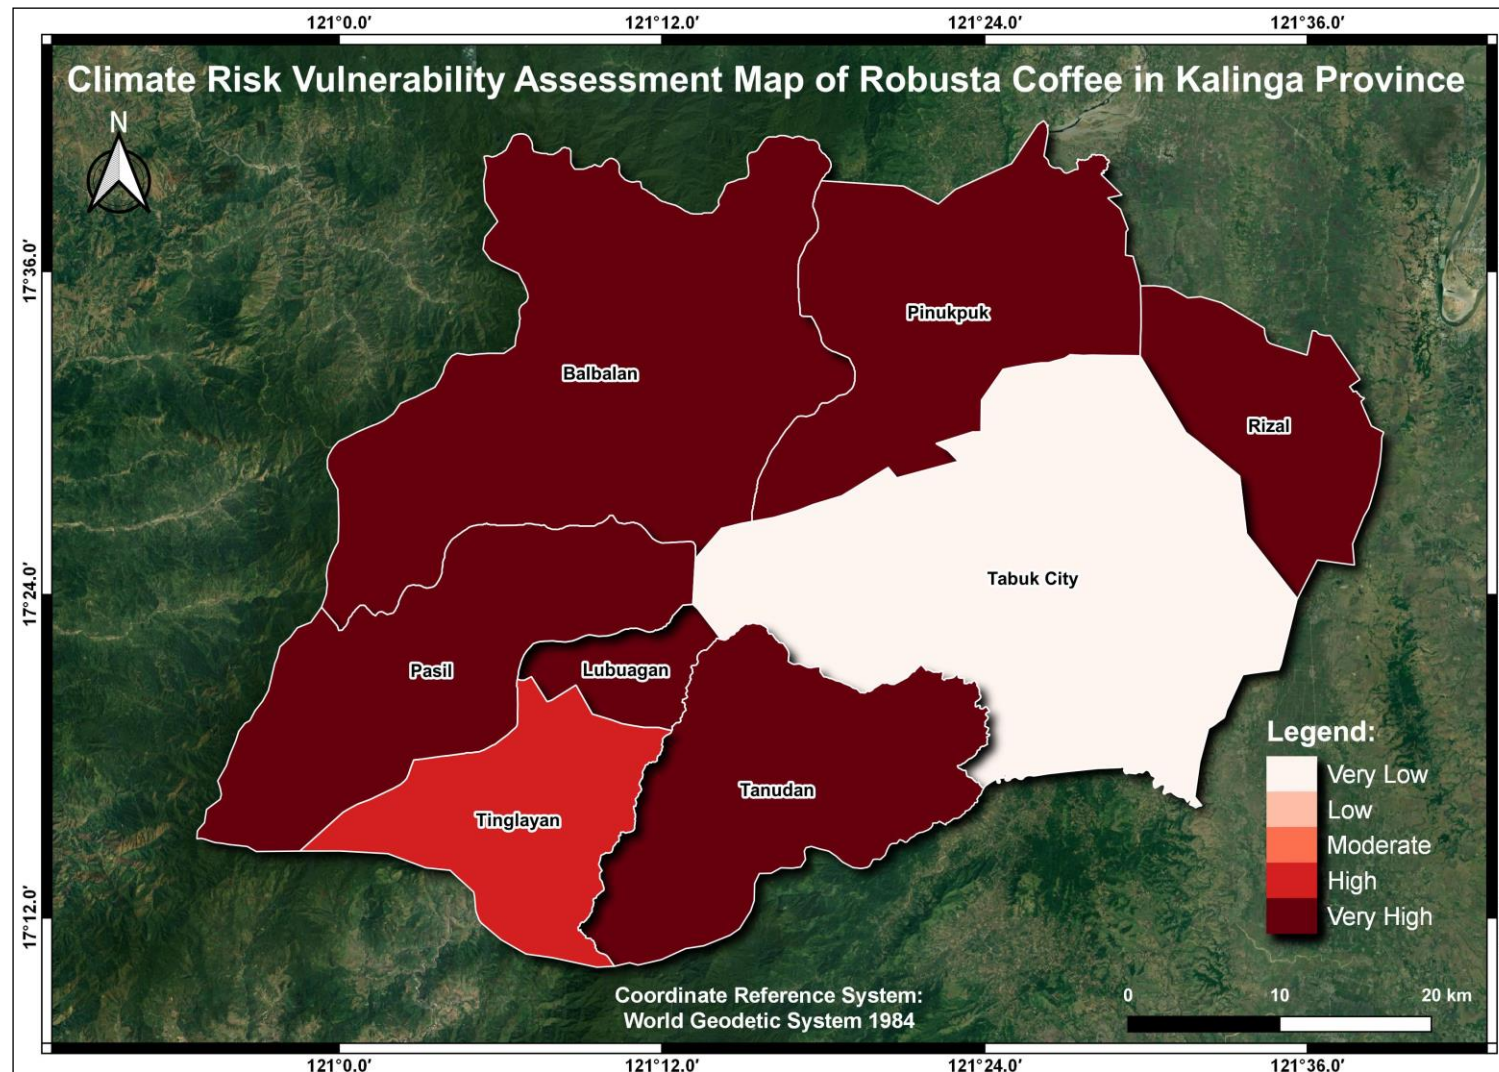 121°0.0′ 121°12.0′ 121°24.0′ 121°36.0′
Climate Risk Vulnerability Assessment Map of Robusta Coffee in Kalinga Province
N
17°36.0′
Pinukpuk
Balbalan
Rizal
17°24.0′
Tabuk City
Pasil
Lubuagan
Legend:
Very Low
Low
Moderate
High
Very High
Tanudan
Tinglayan
17°12.0′
Coordinate Reference System:
World Geodetic System 1984
0 10 20 km
121°0.0′ 121°12.0′ 121°24.0′ 121°36.0′